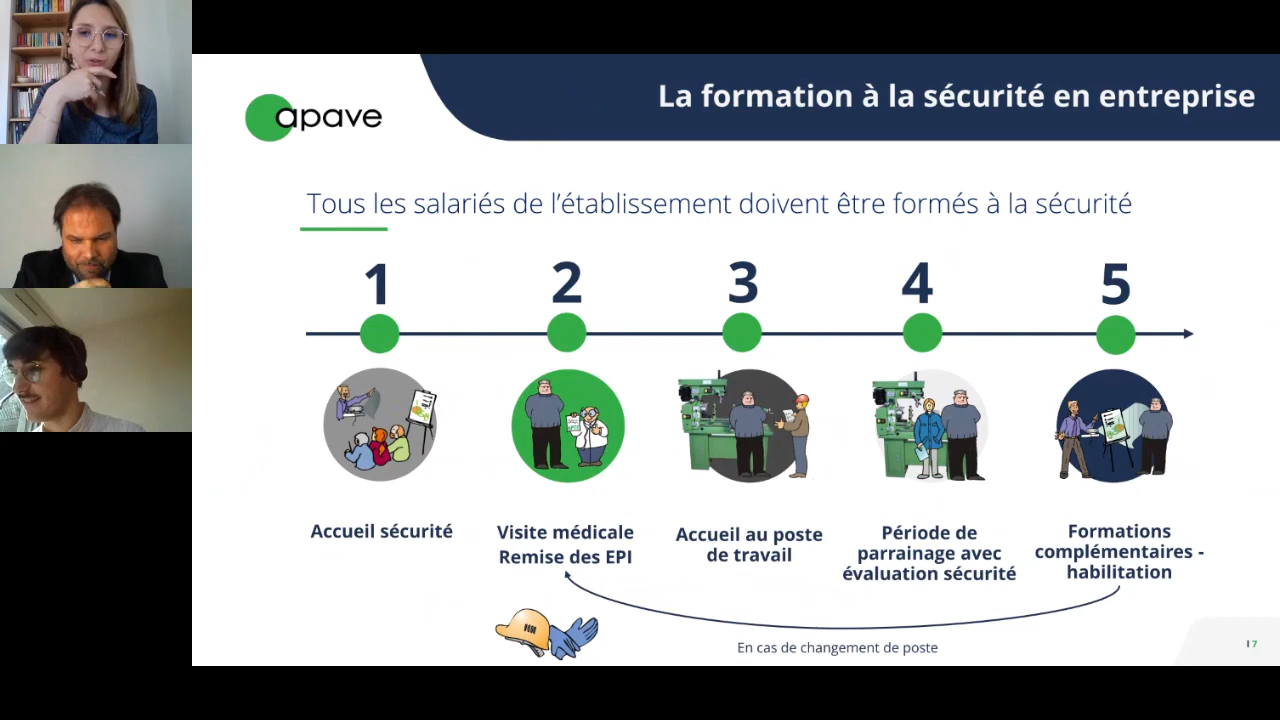 La formation à la sécurité en entreprise
apave
Tous les salariés de l’établissement doivent être formés à la sécurité
1
2
3
4
5
Accueil sécurité
Visite médicale
Remise des EPI
Accueil au poste
de travail
Période de
parrainage avec
évaluation sécurité
Formations
complémentaires -
habilitation
En cas de changement de poste
I 7